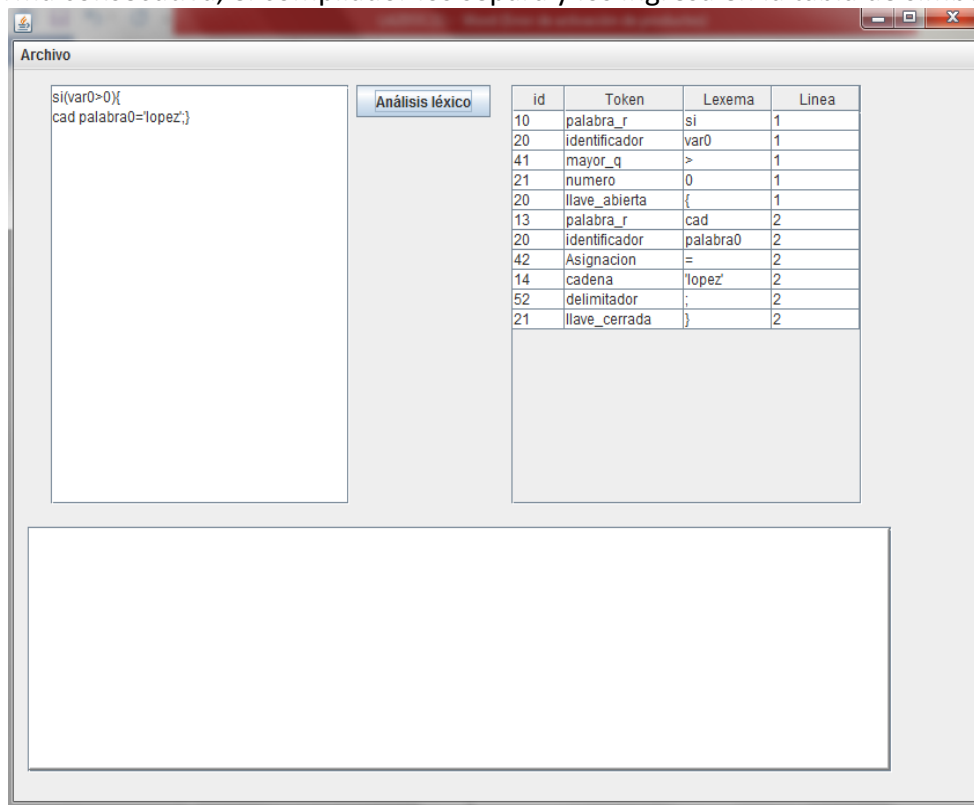 Archivo
si(var0>0){
cad palabra0='lopez';}
Análisis léxico
id Token Lexema Linea
10 palabra_r si 1
20 identificador var0 1
41 mayor_q > 1
21 numero 0 1
20 llave_abierta { 1
13 palabra_r cad 2
20 identificador palabra0 2
42 Asignacion = 2
14 cadena 'lopez' 2
52 delimitador ; 2
21 llave_cerrada } 2